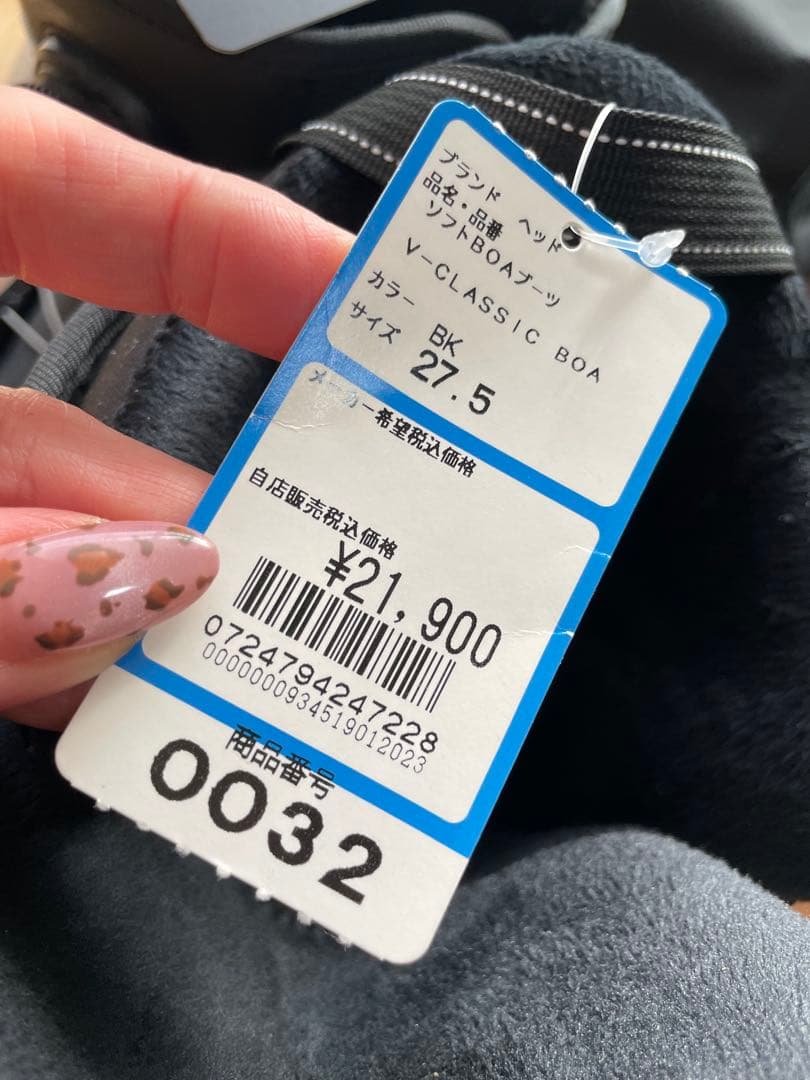 ブランド ヘッド
品名・品番
ソフトBOAブーツ
V-CLASSIC BOA
カラー BK
サイズ 27.5
メーカー希望税込価格
自店販売税込価格
¥21,900
0724794247228
0000000934519012023
商品番号
0032